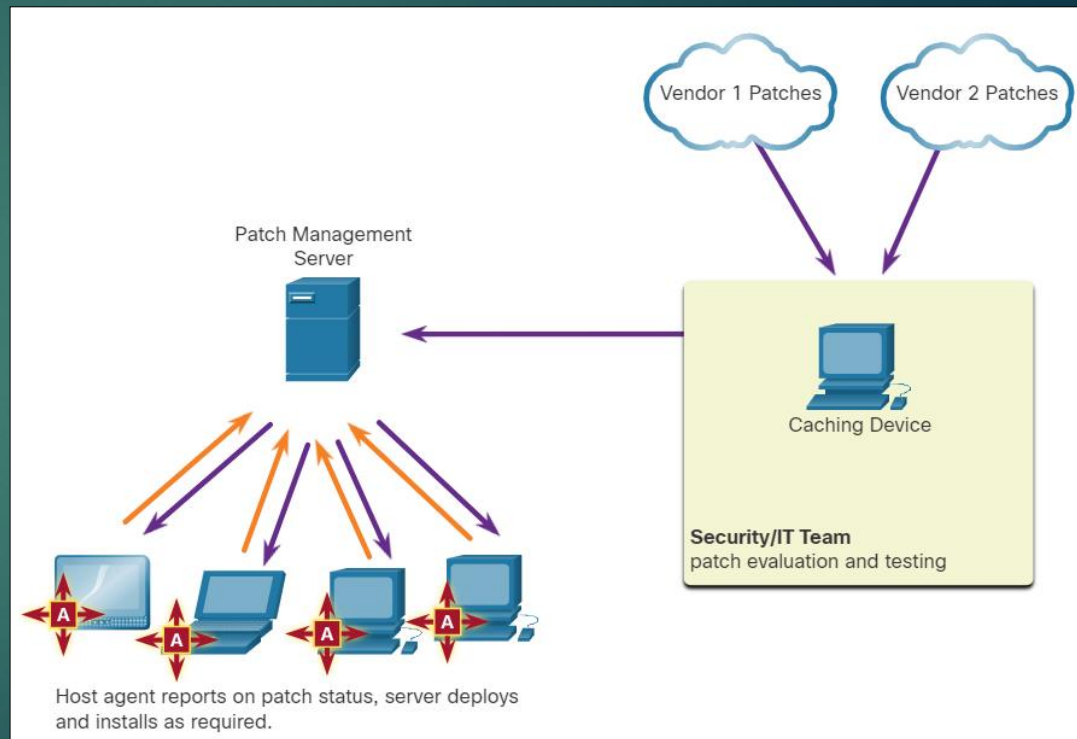 Vendor 1 Patches
Vendor 2 Patches
Patch Management
Server
Caching Device
Security/IT Team
patch evaluation and testing
A
A
A
A
Host agent reports on patch status, server deploys
and installs as required.